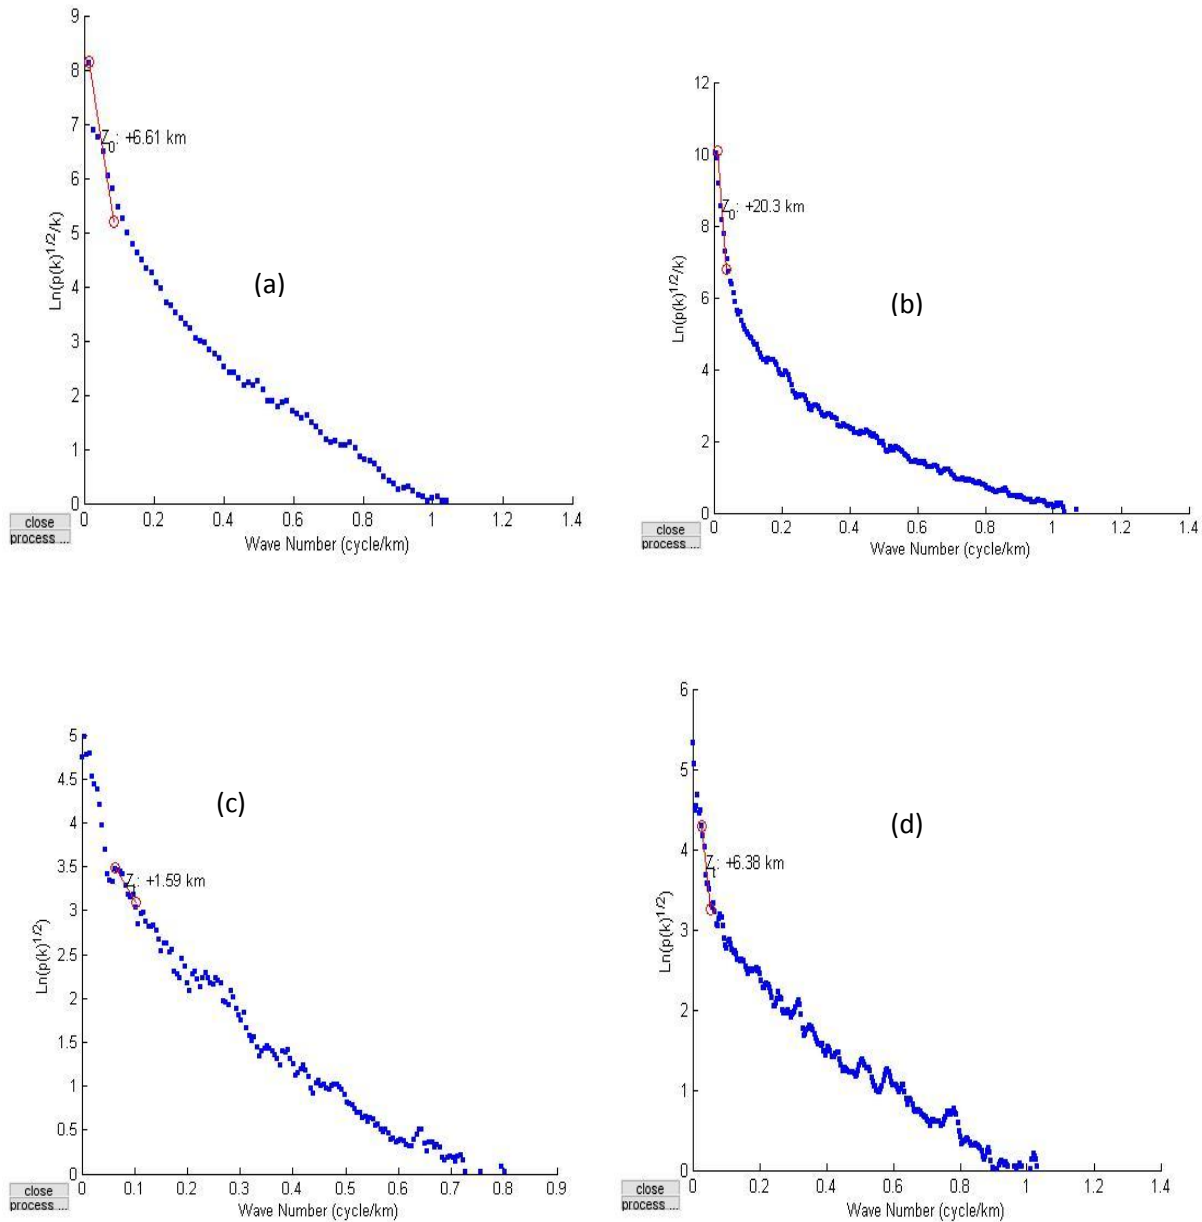 9
8
7
6
5
4
3
2
1
0
Ln(p(k)^1/2/k)
Z0: +6.61 km
(a)
0 0.2 0.4 0.6 0.8 1 1.2 1.4
Wave Number (cycle/km)
close
process ...
12
10
8
6
4
2
0
Ln(p(k)^1/2/k)
Z0: +20.3 km
(b)
0 0.2 0.4 0.6 0.8 1 1.2 1.4
Wave Number (cycle/km)
close
process ...
5
4.5
4
3.5
3
2.5
2
1.5
1
0.5
0
Ln(p(k)^1/2)
Zt: +1.59 km
(c)
0 0.1 0.2 0.3 0.4 0.5 0.6 0.7 0.8 0.9
Wave Number (cycle/km)
close
process ...
6
5
4
3
2
1
0
Ln(p(k)^1/2)
Zt: +6.38 km
(d)
0 0.2 0.4 0.6 0.8 1 1.2 1.4
Wave Number (cycle/km)
close
process ...